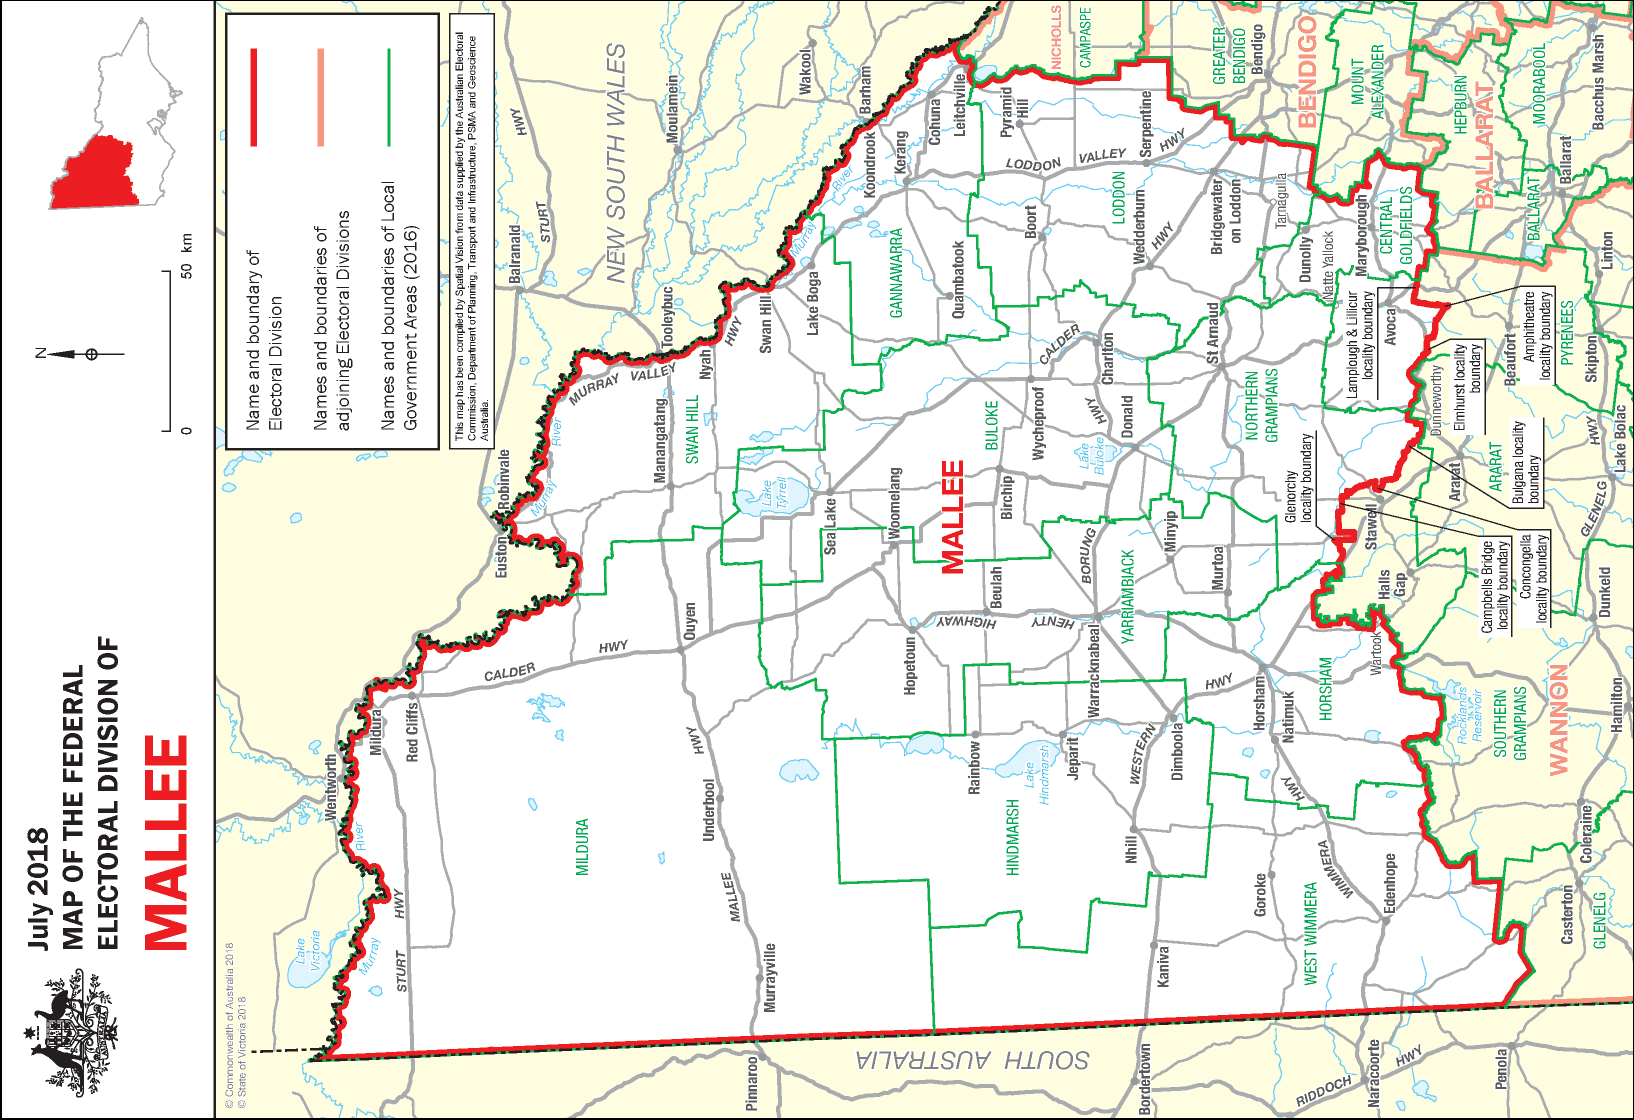 July 2018
MAP OF THE FEDERAL
ELECTORAL DIVISION OF
MALLEE
N
0
50
km
Name and boundary of
Electoral Division
Names and boundaries of
adjoining Electoral Divisions
Names and boundaries of Local
Government Areas (2016)
This map has been compiled by Spatial Vision from data supplied by the Australian Electoral
Commission, Department of Planning, Transport and Infrastructure, PSMA and Geoscience
Australia.
© Commonwealth of Australia 2018
© State of Victoria 2018
NEW SOUTH WALES
SOUTH AUSTRALIA
MALLEE
NICHOLLS
BENDIGO
BALLARAT
WANNON
Lake
Victoria
Wentworth
River
Murray
STURT
HWY
Mildura
Red Cliffs
CALDER
HWY
Euston
Robinvale
Murray
River
MURRAY
VALLEY
HWY
Balranald
STURT
HWY
Moulamein
Wakool
Barham
Tooleybuc
Nyah
Swan Hill
Lake Boga
Murray
River
Koondrook
Kerang
Cohuna
Leitchville
Pyramid
Hill
CAMPASPE
GREATER
BENDIGO
Bendigo
MOUNT
ALEXANDER
HEPBURN
MOORABOOL
Bacchus Marsh
Ballarat
BALLARAT
Linton
Manangatang
SWAN HILL
Ouyen
MILDURA
Underbool
HWY
MALLEE
Murrayville
Pinnaroo
Lake
Tyrrell
Sea Lake
Woomelang
GANNAWARRA
Quambatook
Boort
LODDON
VALLEY
HWY
Serpentine
LODDON
Wedderburn
HWY
Bridgewater
on Loddon
Tarnagulla
Dunolly
Natte Yalock
Maryborough
CENTRAL
GOLDFIELDS
CALDER
Charlton
HWY
Wycheproof
BULOKE
Birchip
Lake
Buloke
Donald
St Arnaud
NORTHERN
GRAMPIANS
Avoca
Lamplough & Lillicur
locality boundary
Amphitheatre
locality boundary
Elmhurst locality
boundary
Bulgana locality
boundary
Glenorchy
locality boundary
Campbells Bridge
locality boundary
Concongella
locality boundary
Dunneworthy
Beaufort
PYRENEES
Skipton
Ararat
ARARAT
HWY
GLENELG
Lake Bolac
Stawell
Halls
Gap
Dunkeld
Hopetoun
Beulah
HIGHWAY
HENTY
BORUNG
Minyip
Murtoa
YARRIAMBIACK
Warracknabeal
Rainbow
Lake
Hindmarsh
Jeparit
HINDMARSH
WESTERN
HWY
Dimboola
Nhill
Kaniva
Bordertown
Horsham
Natimuk
HORSHAM
Wartook
Rocklands
Reservoir
SOUTHERN
GRAMPIANS
Hamilton
HWY
WIMMERA
Goroke
WEST WIMMERA
Edenhope
Coleraine
Casterton
GLENELG
Naracoorte
RIDDOCH
HWY
Penola